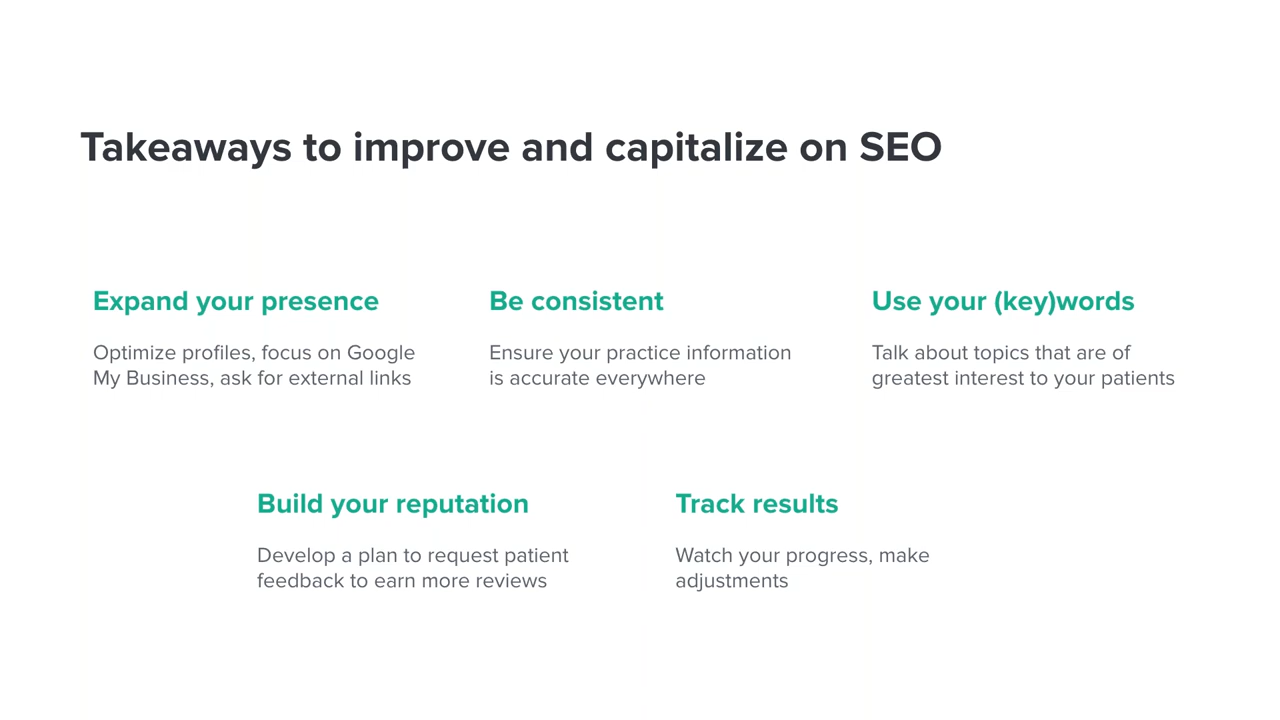 Takeaways to improve and capitalize on SEO
Expand your presence
Optimize profiles, focus on Google
My Business, ask for external links
Be consistent
Ensure your practice information
is accurate everywhere
Use your (key)words
Talk about topics that are of
greatest interest to your patients
Build your reputation
Develop a plan to request patient
feedback to earn more reviews
Track results
Watch your progress, make
adjustments